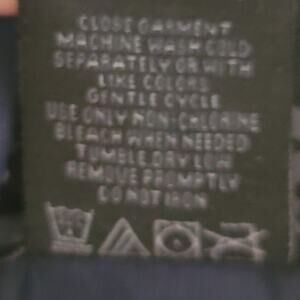 CLOSE GARMENT
MACHINE WASH COLD
SEPARATELY OR WITH
LIKE COLORS
GENTLE CYCLE
USE ONLY NON-CHLORINE
BLEACH WHEN NEEDED
TUMBLE DRY LOW
REMOVE PROMPTLY
DO NOT IRON